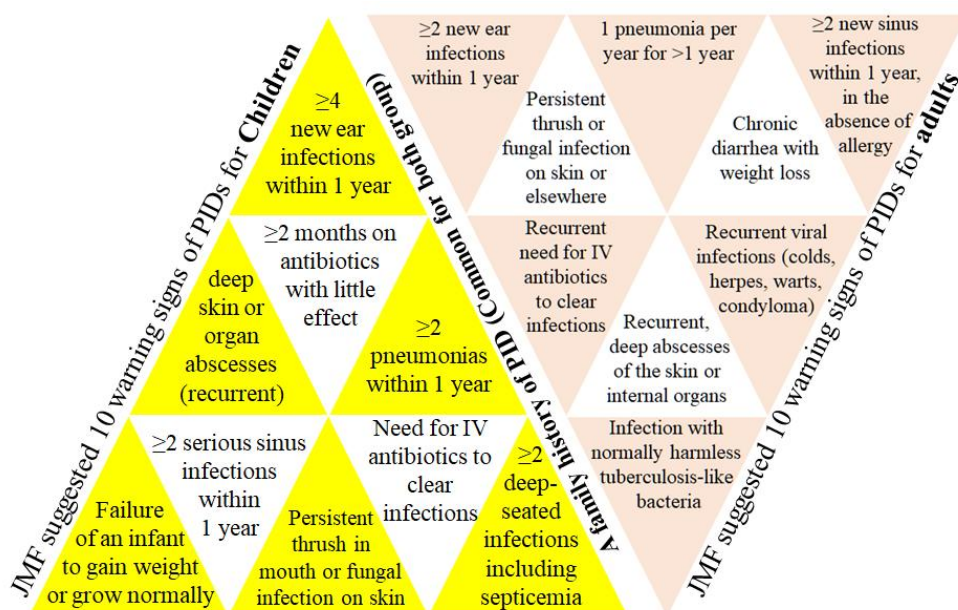 JMF suggested 10 warning signs of PIDs for Children
≥4
new ear
infections
within 1 year
deep
skin or
organ
abscesses
(recurrent)
≥2 months on
antibiotics
with little
effect
≥2
pneumonias
within 1 year
Failure
of an infant
to gain weight
or grow normally
≥2 serious sinus
infections
within
1 year
Persistent
thrush in
mouth or fungal
infection on skin
Need for IV
antibiotics to
clear
infections
≥2
deep-
seated
infections
including
septicemia
A family history of PID (Common for both group)
≥2 new ear
infections
within 1 year
Persistent
thrush or
fungal infection
on skin or
elsewhere
1 pneumonia per
year for >1 year
Chronic
diarrhea with
weight loss
≥2 new sinus
infections
within 1 year,
in the
absence of
allergy
Recurrent
need for IV
antibiotics
to clear
infections
Recurrent,
deep abscesses
of the skin or
internal organs
Recurrent viral
infections (colds,
herpes, warts,
condyloma)
Infection with
normally harmless
tuberculosis-like
bacteria
JMF suggested 10 warning signs of PIDs for adults